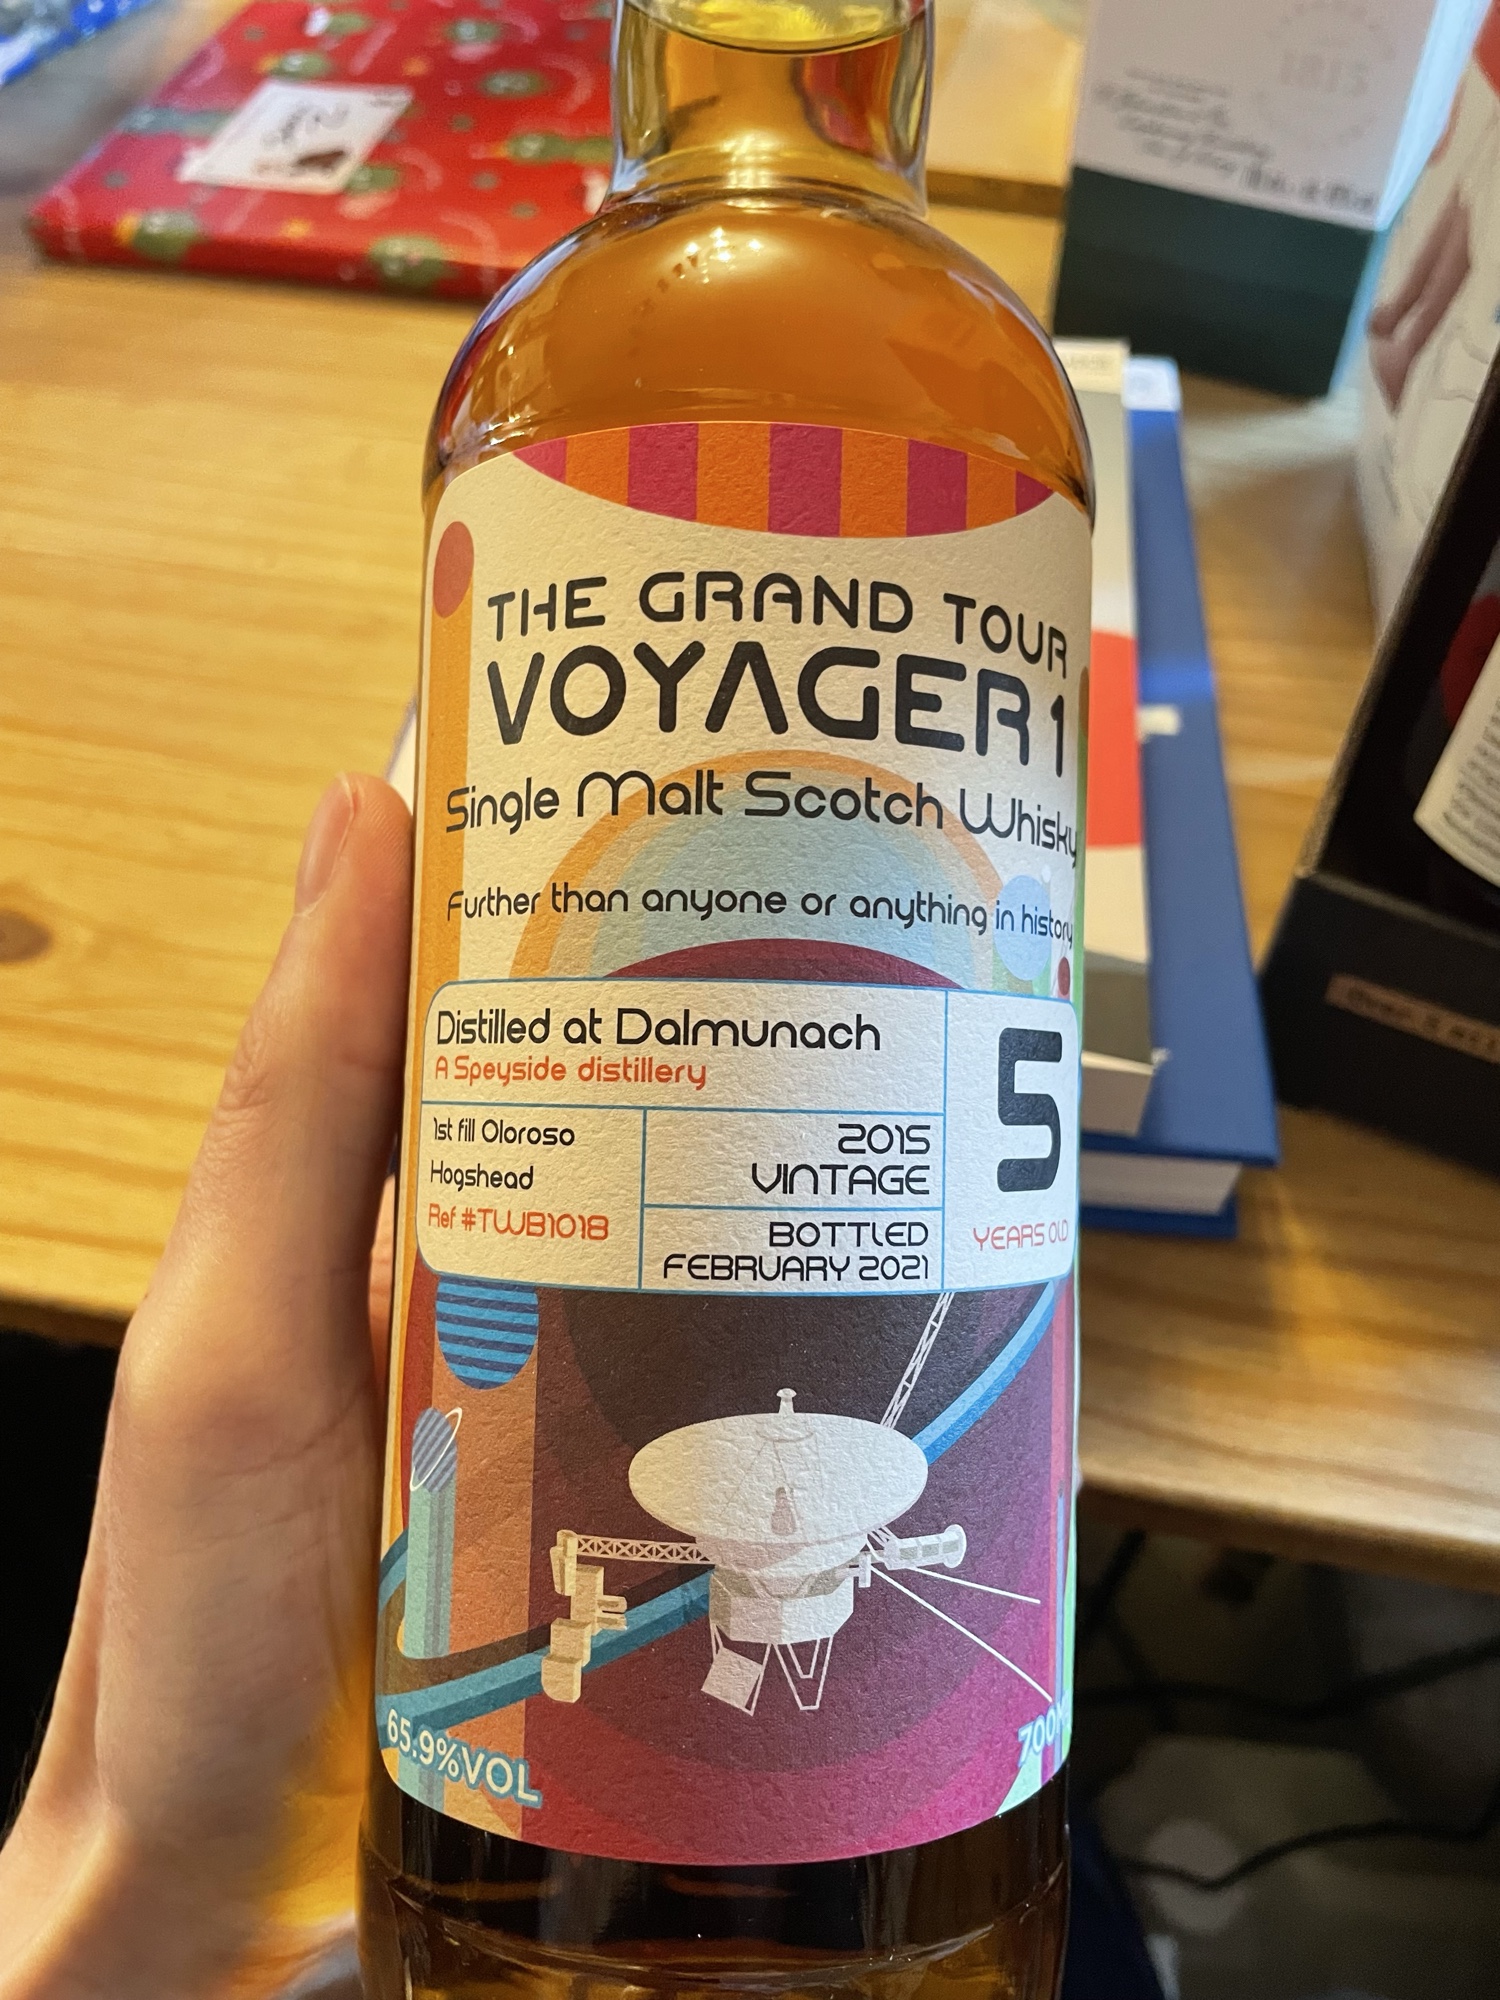 THE GRAND TOUR
VOYAGER 1
Single Malt Scotch Whisky
Further than anyone or anything in history
Distilled at Dalmunach
A Speyside distillery
1st fill Oloroso
Hogshead
Ref #TWB1018
2015
VINTAGE
BOTTLED
FEBRUARY 2021
5
YEARS OLD
65.9%VOL
IRIS